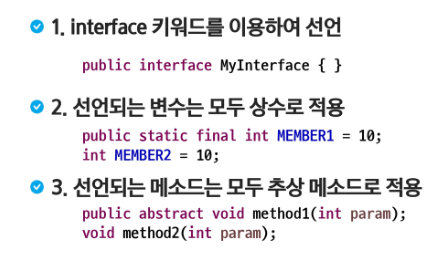 1. interface 키워드를 이용하여 선언
public interface MyInterface { }
2. 선언되는 변수는 모두 상수로 적용
public static final int MEMBER1 = 10;
int MEMBER2 = 10;
3. 선언되는 메소드는 모두 추상 메소드로 적용
public abstract void method1(int param);
void method2(int param);